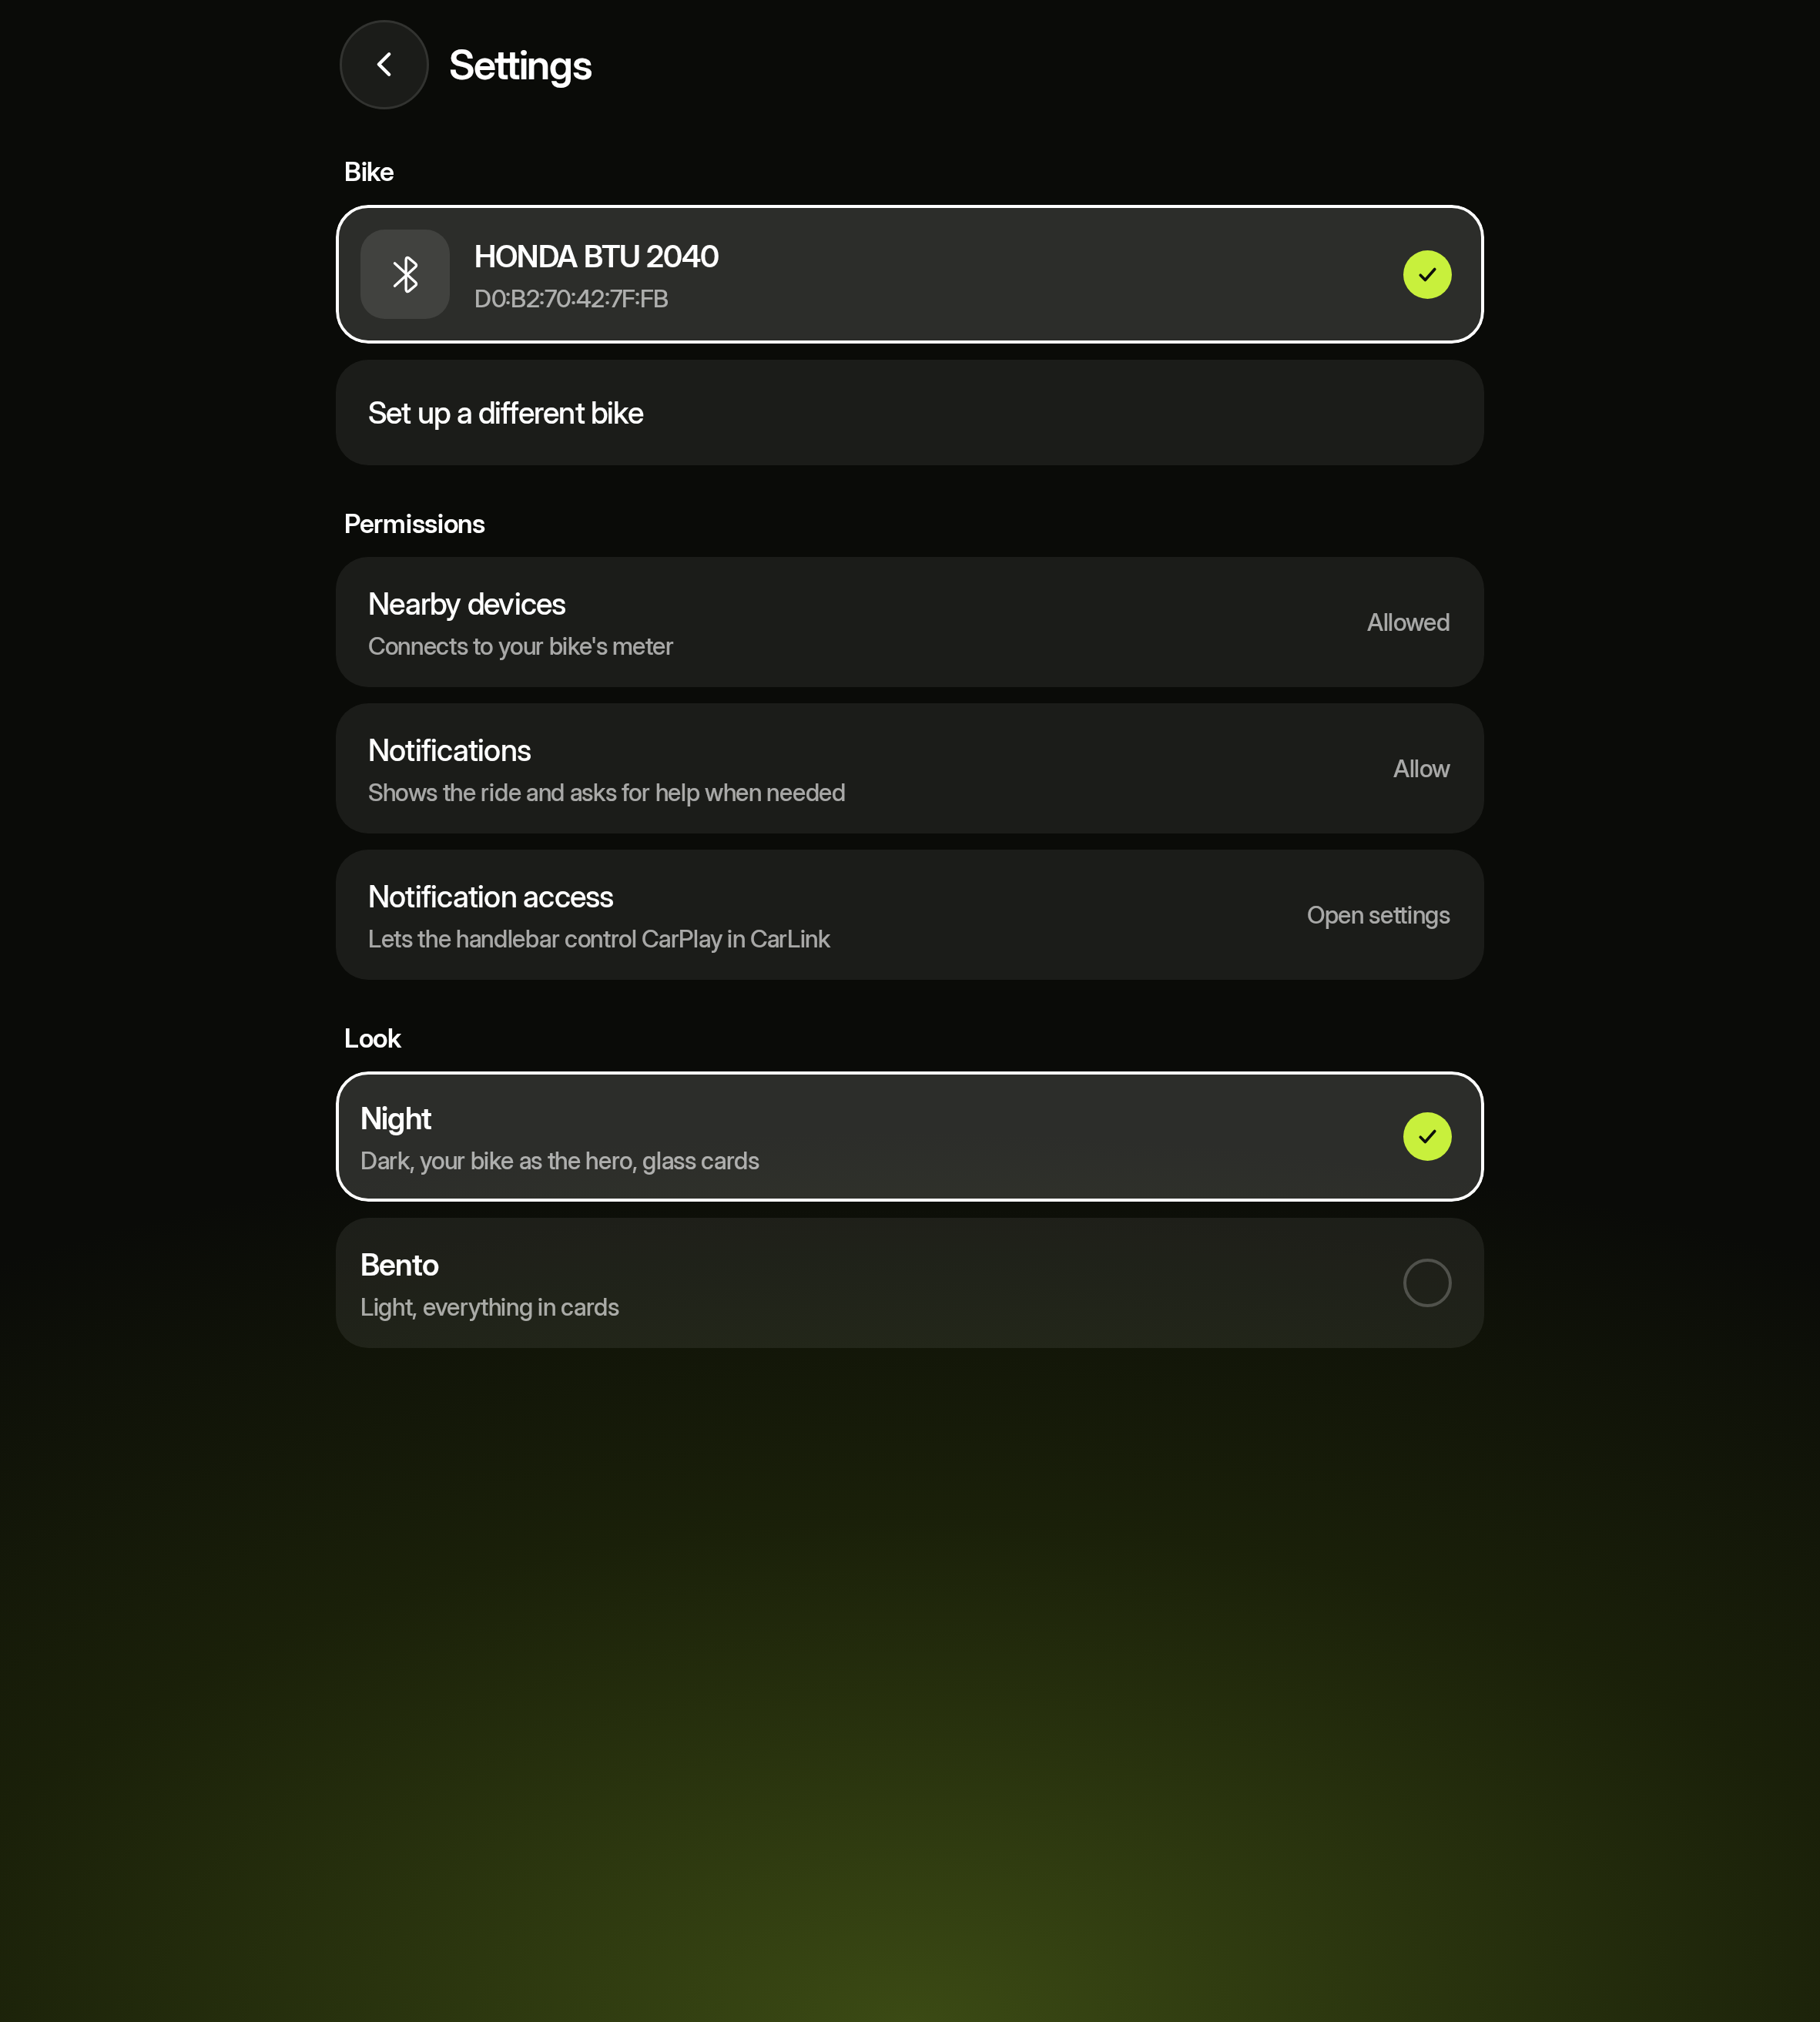 Settings
Bike
HONDA BTU 2040
D0:B2:70:42:7F:FB
Set up a different bike
Permissions
Nearby devices
Connects to your bike's meter
Allowed
Notifications
Shows the ride and asks for help when needed
Allow
Notification access
Lets the handlebar control CarPlay in CarLink
Open settings
Look
Night
Dark, your bike as the hero, glass cards
Bento
Light, everything in cards